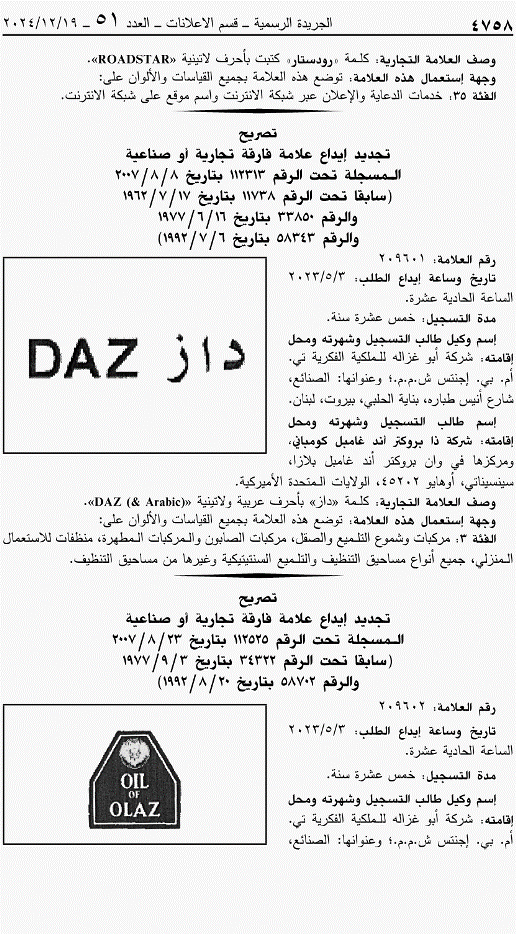 ٤٧٥٨ الجريدة الرسمية ـ قسم الاعلانات ـ العدد ٥١ ـ ٢٠٢٤/١٢/١٩
وصف العلامة التجارية: كلمة «رودستار» كتبت بأحرف لاتينية «ROADSTAR».
وجهة إستعمال هذه العلامة: توضع هذه العلامة بجميع القياسات والألوان على:
الفئة ٣٥: خدمات الدعاية والإعلان عبر شبكة الانترنت واسم موقع على شبكة الانترنت.
تصريح
تجديد إيداع علامة فارقة تجارية أو صناعية
المسجلة تحت الرقم ١١٢٣١٣ بتاريخ ٢٠٠٧/٨/٨
(سابقا تحت الرقم ١١٧٣٨ بتاريخ ١٩٦٢/٧/١٧
والرقم ٣٣٨٥٠ بتاريخ ١٩٧٧/٦/١٦
والرقم ٥٨٣٤٣ بتاريخ ١٩٩٢/٧/٦)
رقم العلامة: ٢٠٩٦٠١
تاريخ وساعة إيداع الطلب: ٢٠٢٣/٥/٣
الساعة الحادية عشرة.
مدة التسجيل: خمس عشرة سنة.
إسم وكيل طالب التسجيل وشهرته ومحل
إقامته: شركة أبو غزاله للملكية الفكرية تي.
أم. بي. إجنتس ش.م.م.؛ وعنوانها: الصنائع،
شارع أنيس طباره، بناية الحلبي، بيروت، لبنان.
إسم طالب التسجيل وشهرته ومحل
إقامته: شركة ذا بروكتر أند غامبل كومباني،
ومركزها في وان بروكتر أند غامبل بلازا،
سينسيناتي، أوهايو ٤٥٢٠٢، الولايات المتحدة الأميركية.
DAZ داز
وصف العلامة التجارية: كلمة «داز» بأحرف عربية ولاتينية «DAZ (& Arabic)».
وجهة إستعمال هذه العلامة: توضع هذه العلامة بجميع القياسات والألوان على:
الفئة ٣: مركبات وشموع التلميع والصقل، مركبات الصابون والمركبات المطهرة، منظفات للاستعمال
المنزلي، جميع أنواع مساحيق التنظيف والتلميع السنتيتيكية وغيرها من مساحيق التنظيف.
تصريح
تجديد إيداع علامة فارقة تجارية أو صناعية
المسجلة تحت الرقم ١١٢٥٢٥ بتاريخ ٢٠٠٧/٨/٢٣
(سابقا تحت الرقم ٣٤٣٢٢ بتاريخ ١٩٧٧/٩/٣
والرقم ٥٨٧٠٢ بتاريخ ١٩٩٢/٨/٢٠)
رقم العلامة: ٢٠٩٦٠٢
تاريخ وساعة إيداع الطلب: ٢٠٢٣/٥/٣
الساعة الحادية عشرة.
مدة التسجيل: خمس عشرة سنة.
إسم وكيل طالب التسجيل وشهرته ومحل
إقامته: شركة أبو غزاله للملكية الفكرية تي.
أم. بي. إجنتس ش.م.م.؛ وعنوانها: الصنائع،
OIL
OF
OLAZ